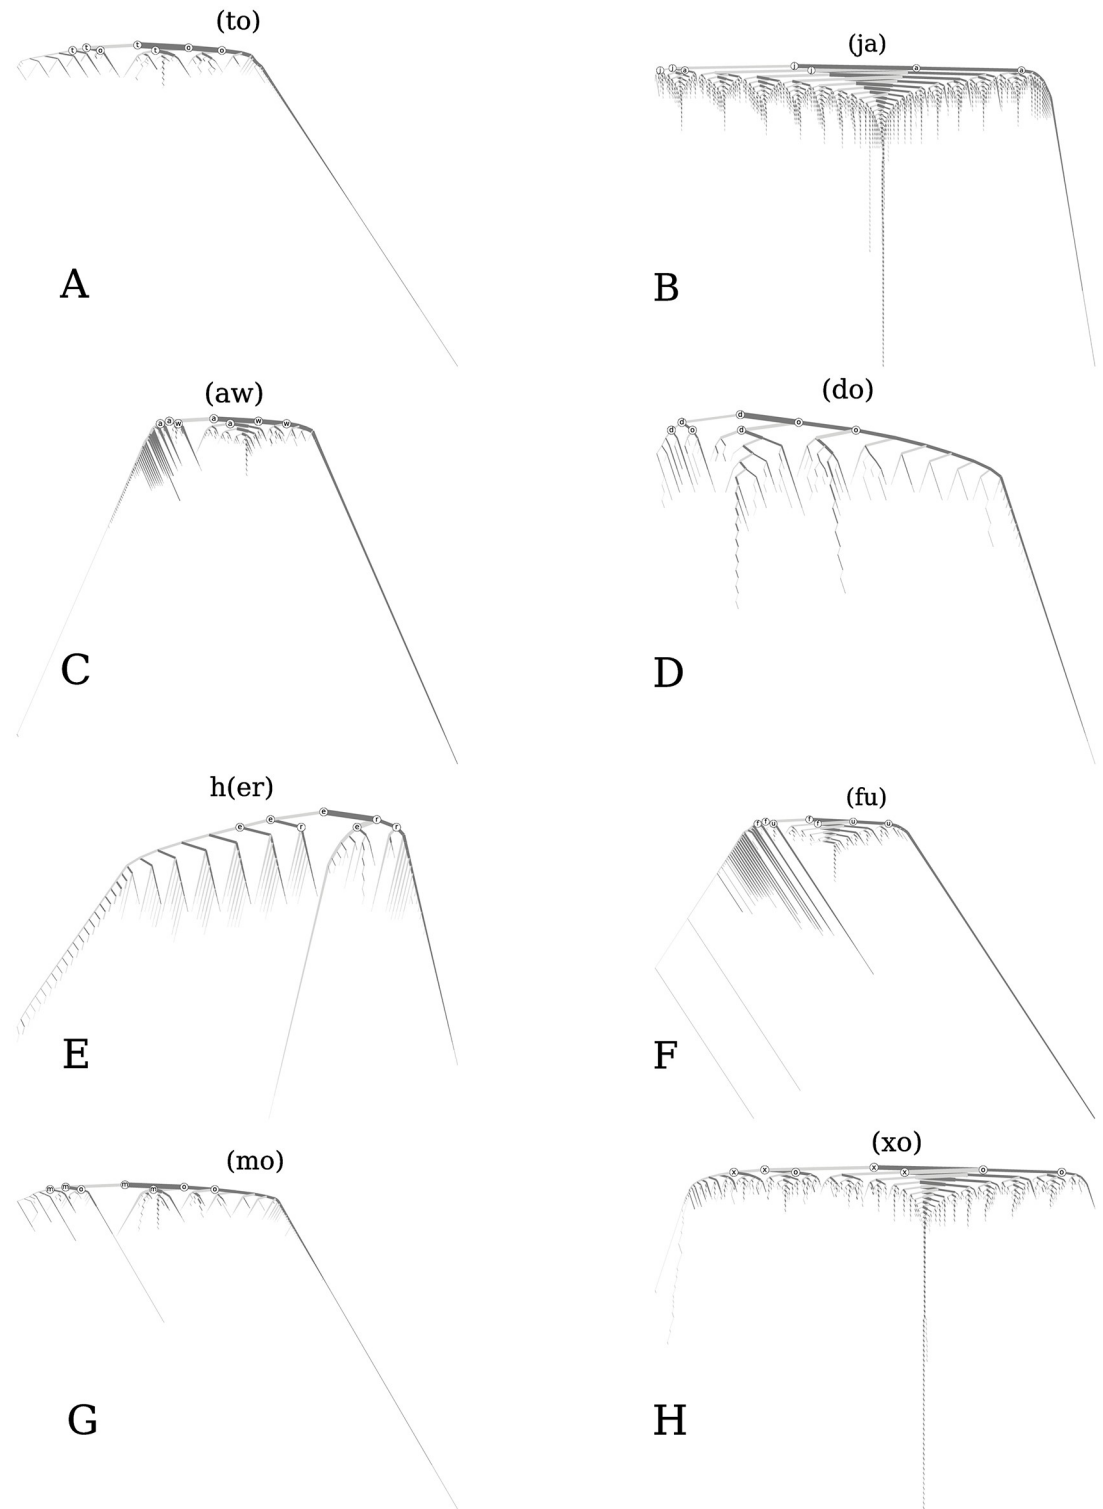 (to)
t t o t t o o
A
(ja)
j j a j j a a
B
(aw)
a a w a a w w
C
(do)
d d o d d o o
D
h(er)
e e r e e r r
E
(fu)
f f u f f u u
F
(mo)
m m o m m o o
G
(xo)
x x o x x o o
H